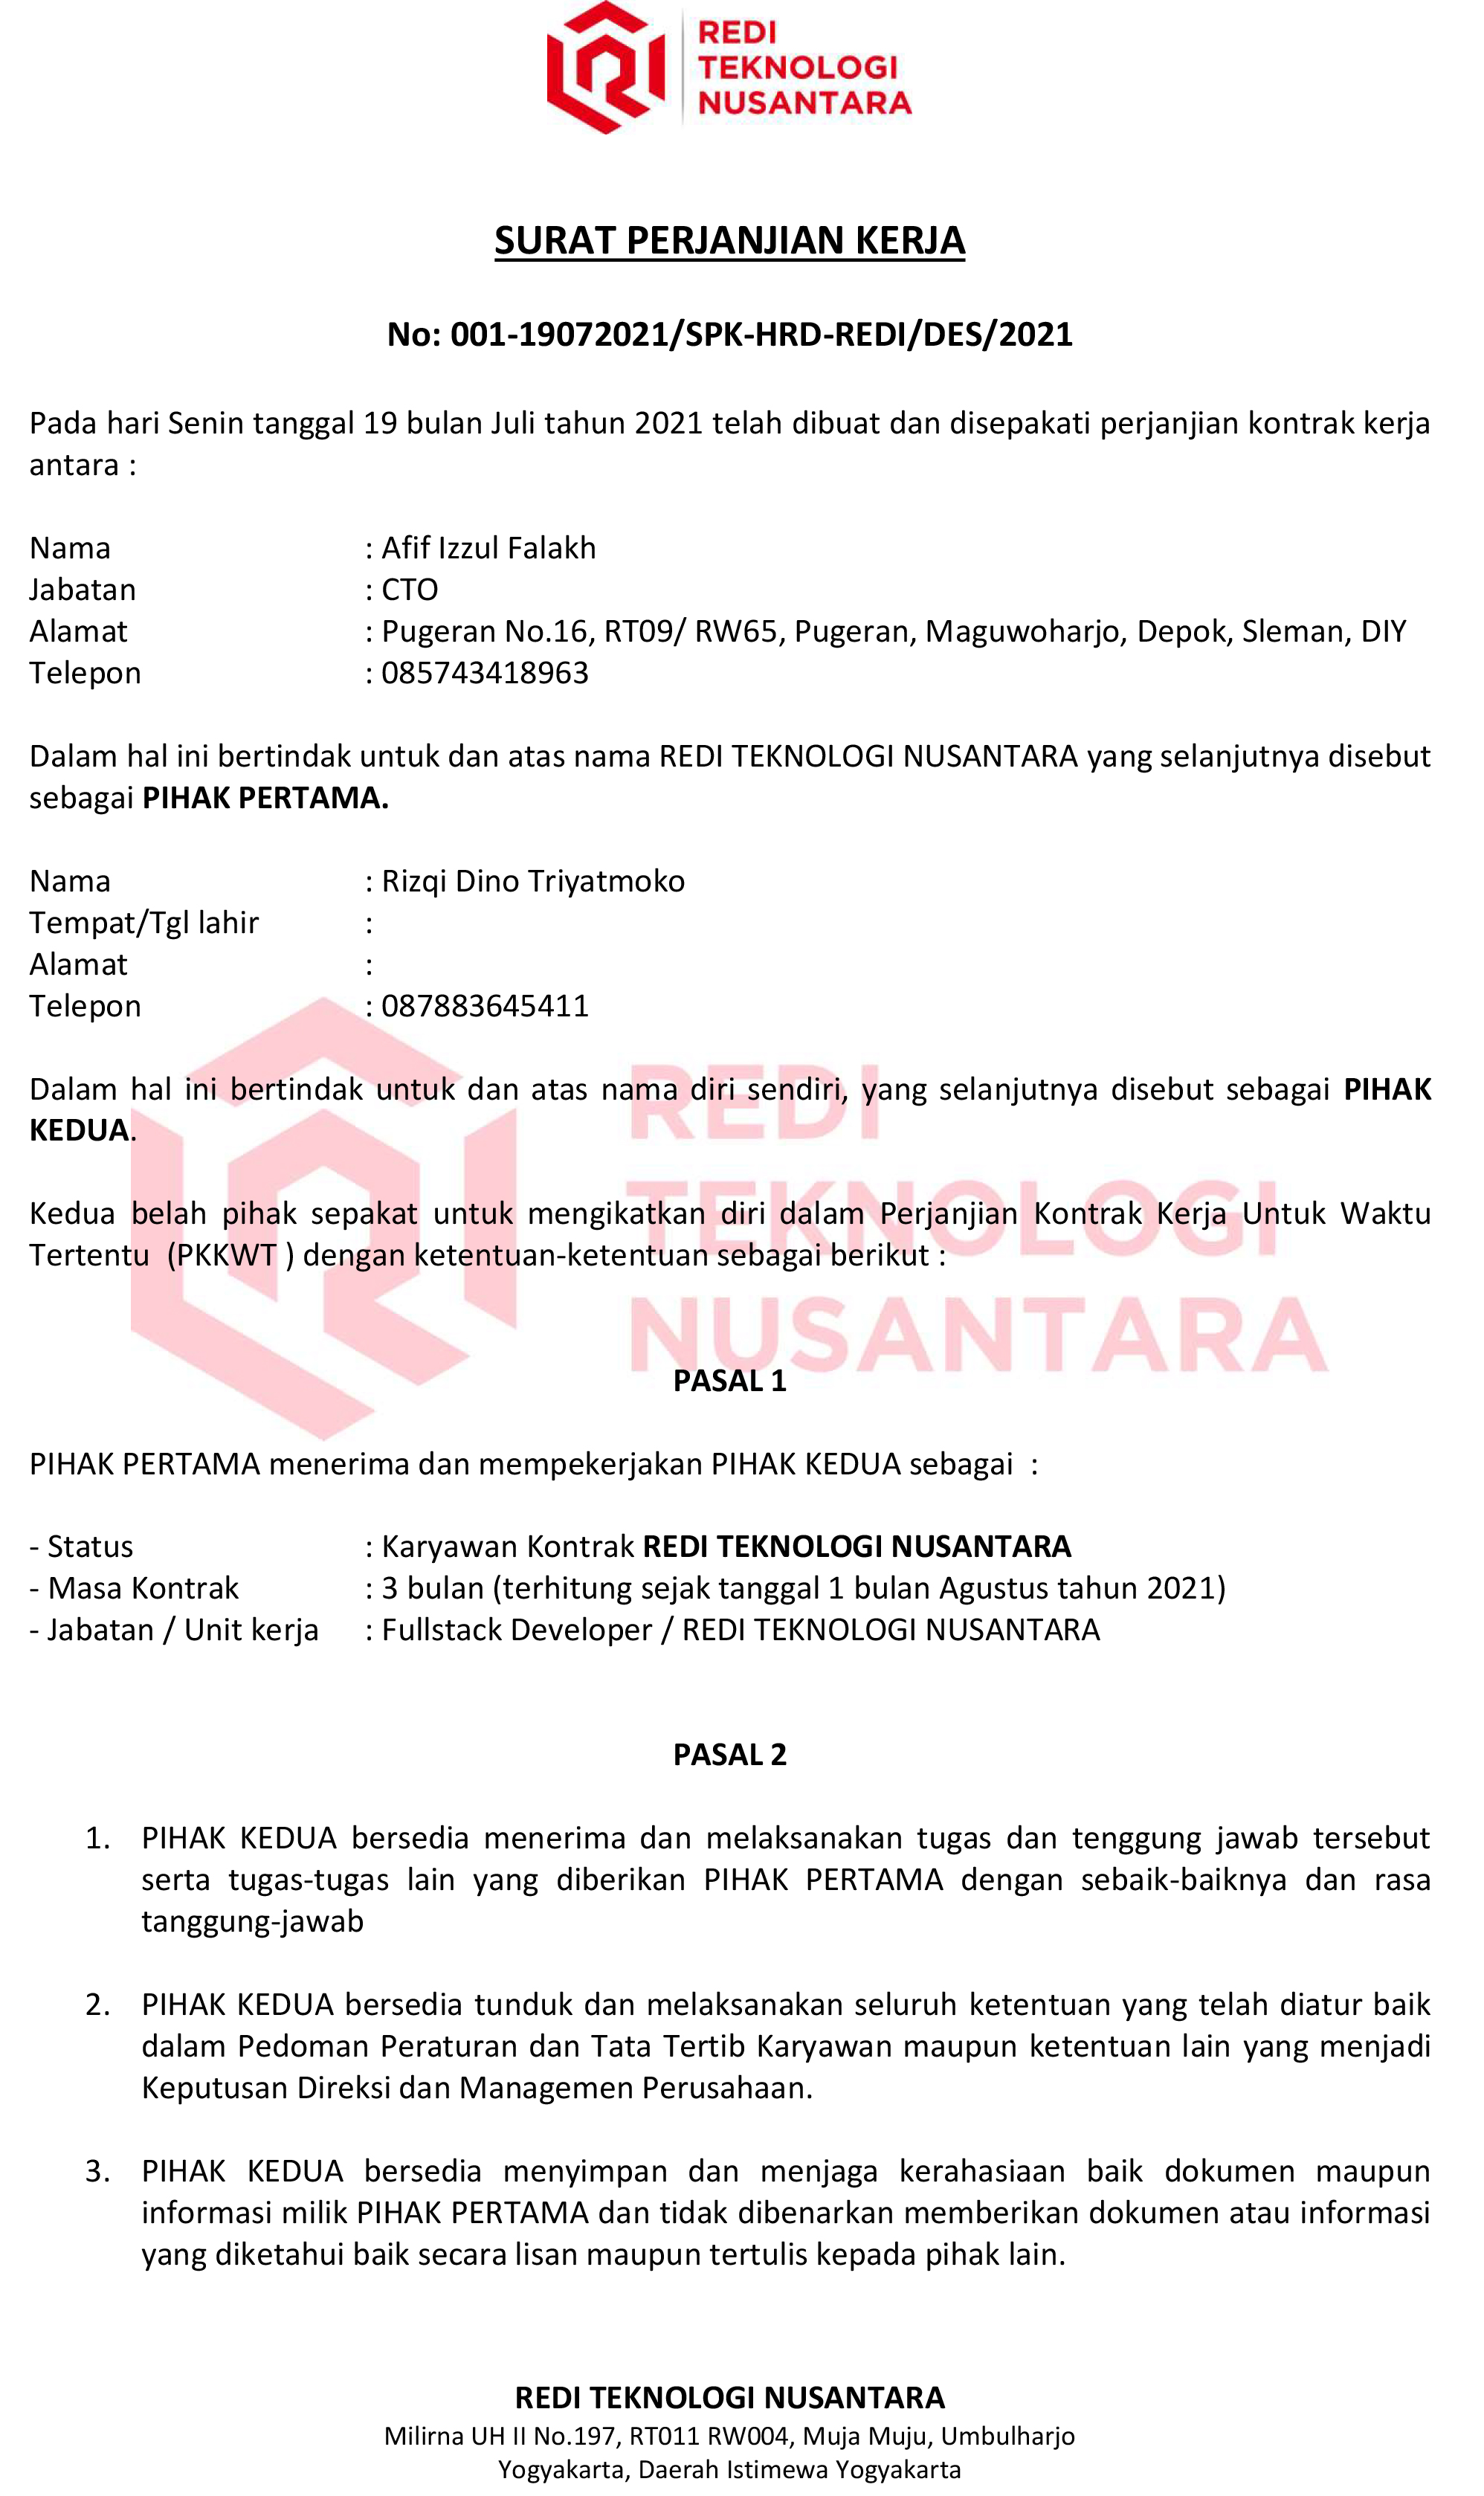 REDI
TEKNOLOGI
NUSANTARA
SURAT PERJANJIAN KERJA
No: 001-19072021/SPK-HRD-REDI/DES/2021
Pada hari Senin tanggal 19 bulan Juli tahun 2021 telah dibuat dan disepakati perjanjian kontrak kerja
antara :
Nama : Afif Izzul Falakh
Jabatan : CTO
Alamat : Pugeran No.16, RT09/ RW65, Pugeran, Maguwoharjo, Depok, Sleman, DIY
Telepon : 085743418963
Dalam hal ini bertindak untuk dan atas nama REDI TEKNOLOGI NUSANTARA yang selanjutnya disebut
sebagai PIHAK PERTAMA.
Nama : Rizqi Dino Triyatmoko
Tempat/Tgl lahir :
Alamat :
Telepon : 087883645411
Dalam hal ini bertindak untuk dan atas nama diri sendiri, yang selanjutnya disebut sebagai PIHAK
KEDUA.
Kedua belah pihak sepakat untuk mengikatkan diri dalam Perjanjian Kontrak Kerja Untuk Waktu
Tertentu (PKKWT ) dengan ketentuan-ketentuan sebagai berikut :
REDI
TEKNOLOGI
NUSANTARA
PASAL 1
PIHAK PERTAMA menerima dan mempekerjakan PIHAK KEDUA sebagai :
- Status : Karyawan Kontrak REDI TEKNOLOGI NUSANTARA
- Masa Kontrak : 3 bulan (terhitung sejak tanggal 1 bulan Agustus tahun 2021)
- Jabatan / Unit kerja : Fullstack Developer / REDI TEKNOLOGI NUSANTARA
PASAL 2
1. PIHAK KEDUA bersedia menerima dan melaksanakan tugas dan tenggung jawab tersebut
serta tugas-tugas lain yang diberikan PIHAK PERTAMA dengan sebaik-baiknya dan rasa
tanggung-jawab
2. PIHAK KEDUA bersedia tunduk dan melaksanakan seluruh ketentuan yang telah diatur baik
dalam Pedoman Peraturan dan Tata Tertib Karyawan maupun ketentuan lain yang menjadi
Keputusan Direksi dan Managemen Perusahaan.
3. PIHAK KEDUA bersedia menyimpan dan menjaga kerahasiaan baik dokumen maupun
informasi milik PIHAK PERTAMA dan tidak dibenarkan memberikan dokumen atau informasi
yang diketahui baik secara lisan maupun tertulis kepada pihak lain.
REDI TEKNOLOGI NUSANTARA
Milirna UH II No.197, RT011 RW004, Muja Muju, Umbulharjo
Yogyakarta, Daerah Istimewa Yogyakarta